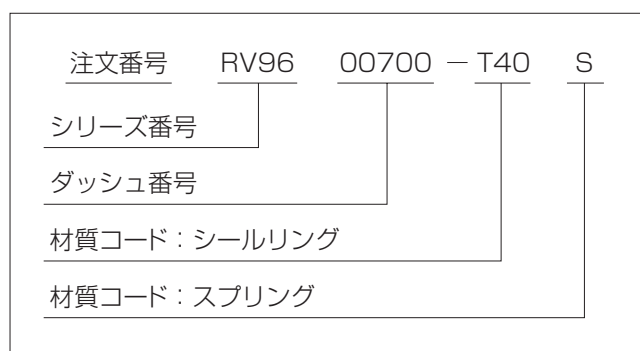 注文番号 RV96 00700 － T40 S
シリーズ番号
ダッシュ番号
材質コード：シールリング
材質コード：スプリング